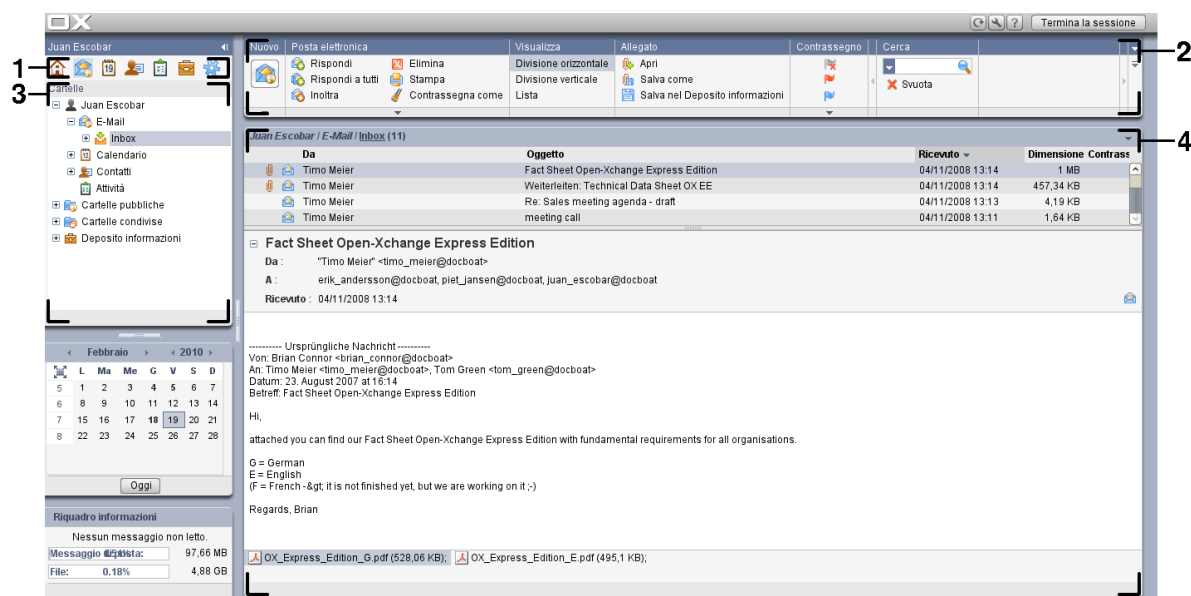 OX
Termina la sessione
Juan Escobar
Nuovo Posta elettronica Visualizza Allegato Contrassegno Cerca
Rispondi Elimina Divisione orizzontale Apri
Rispondi a tutti Stampa Divisione verticale Salva come
Inoltra Contrassegna come Lista Salva nel Deposito informazioni
Svuota
1
2
3
4
Cartelle
Juan Escobar
E-Mail
Inbox
Calendario
Contatti
Attività
Cartelle pubbliche
Cartelle condivise
Deposito informazioni
Febbraio 2010
L Ma Me G V S D
5 1 2 3 4 5 6 7
6 8 9 10 11 12 13 14
7 15 16 17 18 19 20 21
8 22 23 24 25 26 27 28
Oggi
Riquadro informazioni
Nessun messaggio non letto.
Messaggio 97,66 MB
File: 0.18% 4,88 GB
Juan Escobar / E-Mail / Inbox (11)
Da Oggetto Ricevuto Dimensione Contrass
Timo Meier Fact Sheet Open-Xchange Express Edition 04/11/2008 13:14 1 MB
Timo Meier Weiterleiten: Technical Data Sheet OX EE 04/11/2008 13:14 457,34 KB
Timo Meier Re: Sales meeting agenda - draft 04/11/2008 13:13 4,19 KB
Timo Meier meeting call 04/11/2008 13:11 1,64 KB
Fact Sheet Open-Xchange Express Edition
Da : "Timo Meier" <timo_meier@docboat>
A : erik_andersson@docboat, piet_jansen@docboat, juan_escobar@docboat
Ricevuto : 04/11/2008 13:14
---------- Ursprüngliche Nachricht ----------
Von: Brian Connor <brian_connor@docboat>
An: Timo Meier <timo_meier@docboat>, Tom Green <tom_green@docboat>
Datum: 23. August 2007 at 16:14
Betreff: Fact Sheet Open-Xchange Express Edition
Hi,
attached you can find our Fact Sheet Open-Xchange Express Edition with fundamental requirements for all organisations.
G = German
E = English
(F = French -&gt; it is not finished yet, but we are working on it ;-)
Regards, Brian
OX_Express_Edition_G.pdf (528,06 KB); OX_Express_Edition_E.pdf (495,1 KB);